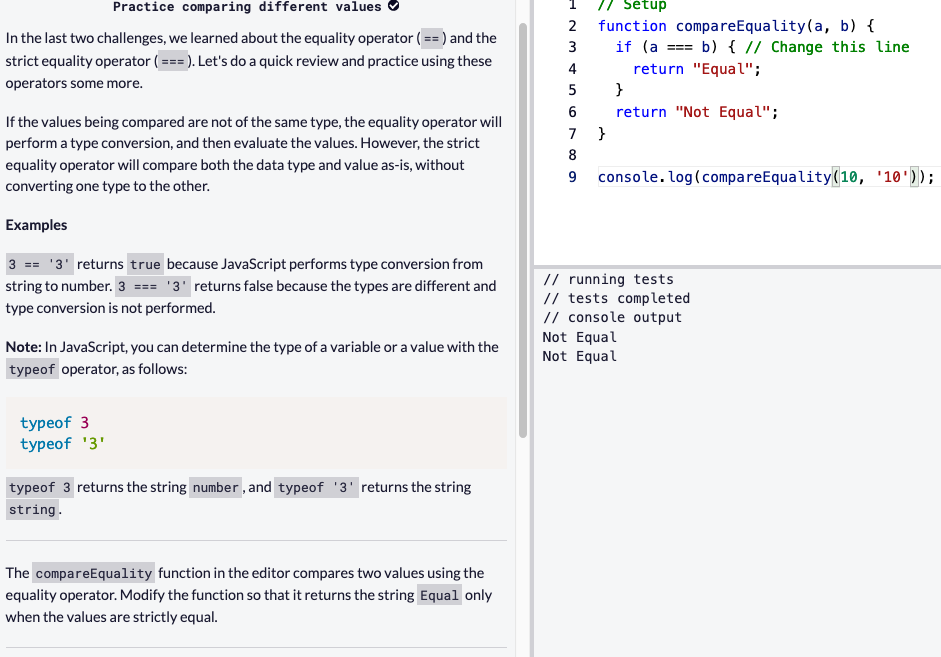 Practice comparing different values
In the last two challenges, we learned about the equality operator (==) and the
strict equality operator (===). Let's do a quick review and practice using these
operators some more.
If the values being compared are not of the same type, the equality operator will
perform a type conversion, and then evaluate the values. However, the strict
equality operator will compare both the data type and value as-is, without
converting one type to the other.
Examples
3 == '3' returns true because JavaScript performs type conversion from
string to number. 3 === '3' returns false because the types are different and
type conversion is not performed.
Note: In JavaScript, you can determine the type of a variable or a value with the
typeof operator, as follows:
typeof 3
typeof '3'
typeof 3 returns the string number, and typeof '3' returns the string
string.
The compareEquality function in the editor compares two values using the
equality operator. Modify the function so that it returns the string Equal only
when the values are strictly equal.
1 // Setup
2 function compareEquality(a, b) {
3 if (a === b) { // Change this line
4 return "Equal";
5 }
6 return "Not Equal";
7 }
8
9 console.log(compareEquality(10, '10'));
// running tests
// tests completed
// console output
Not Equal
Not Equal